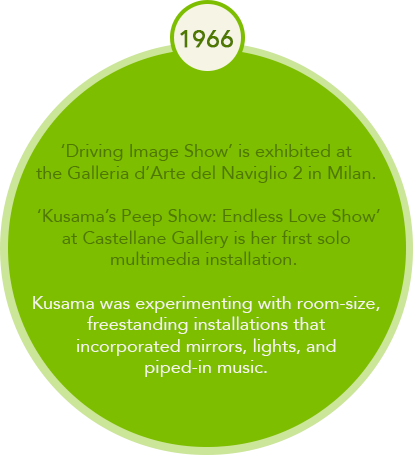 1966
‘Driving Image Show’ is exhibited at
the Galleria d’Arte del Naviglio 2 in Milan.
‘Kusama’s Peep Show: Endless Love Show’
at Castellane Gallery is her first solo
multimedia installation.
Kusama was experimenting with room-size,
freestanding installations that
incorporated mirrors, lights, and
piped-in music.